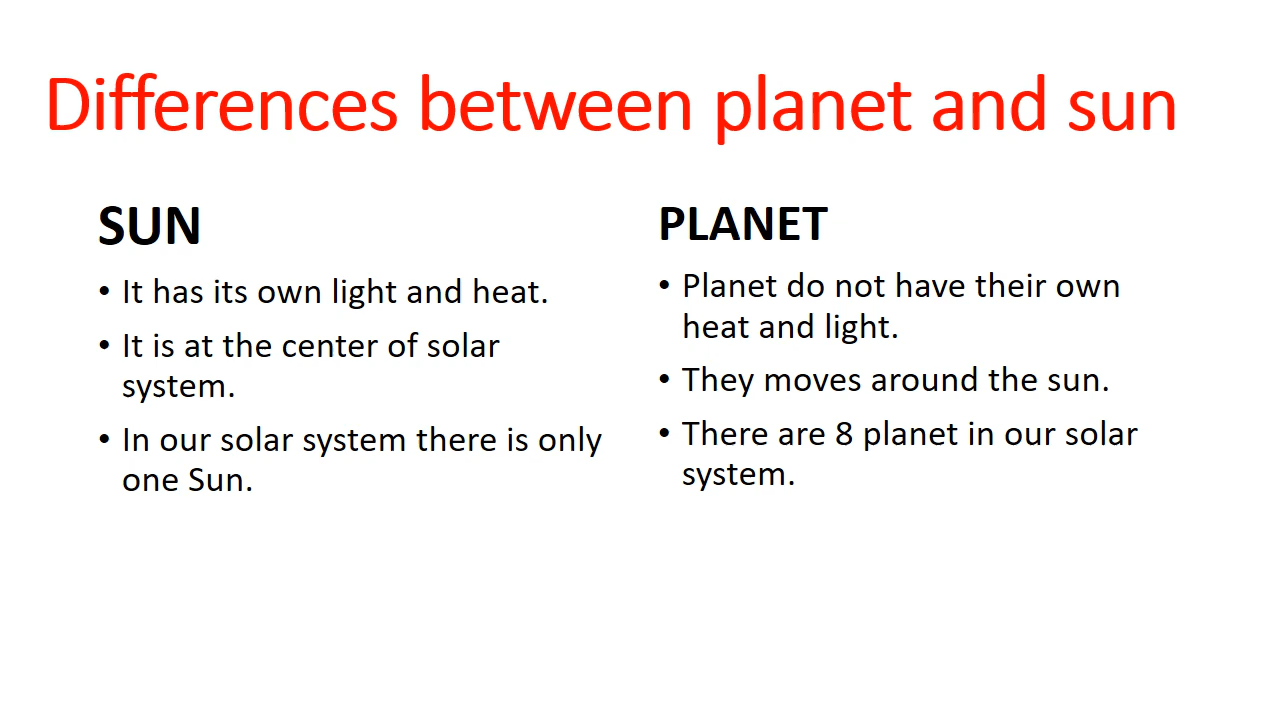 Differences between planet and sun
SUN
• It has its own light and heat.
• It is at the center of solar
system.
• In our solar system there is only
one Sun.
PLANET
• Planet do not have their own
heat and light.
• They moves around the sun.
• There are 8 planet in our solar
system.